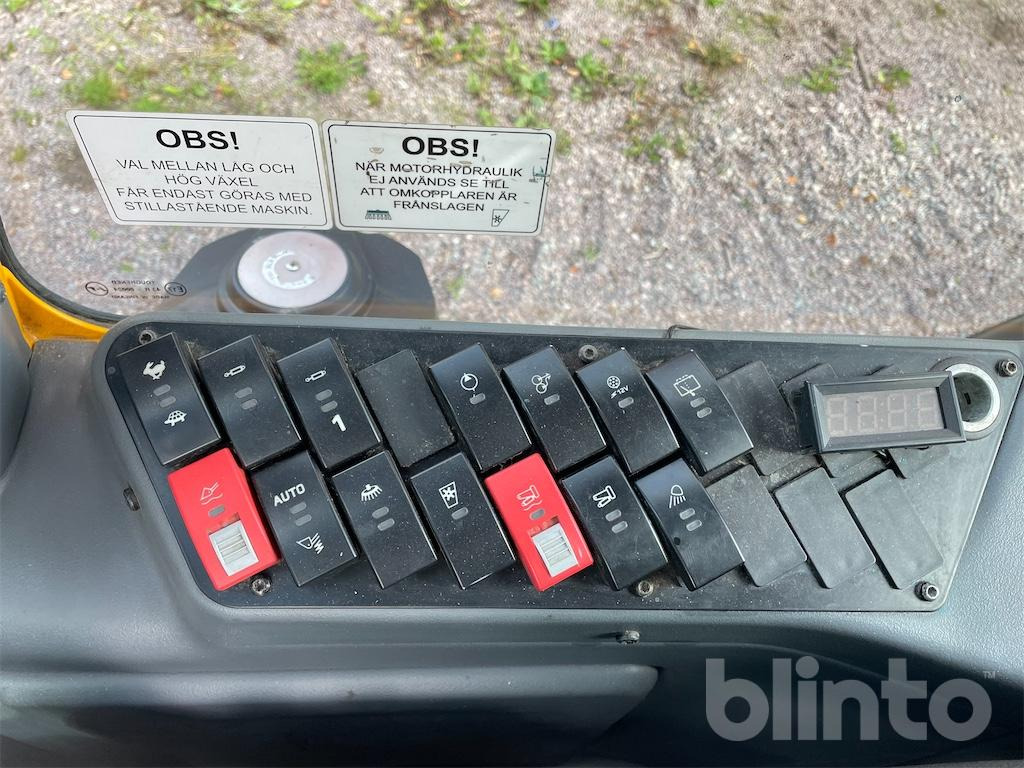 OBS!
VAL MELLAN LÅG OCH
HÖG VÄXEL
FÅR ENDAST GÖRAS MED
STILLASTÅENDE MASKIN.
OBS!
NÄR MOTORHYDRAULIK
EJ ANVÄNDS SE TILL
ATT OMKOPPLAREN ÄR
FRÅNSLAGEN
1
12V
AUTO
blinto™